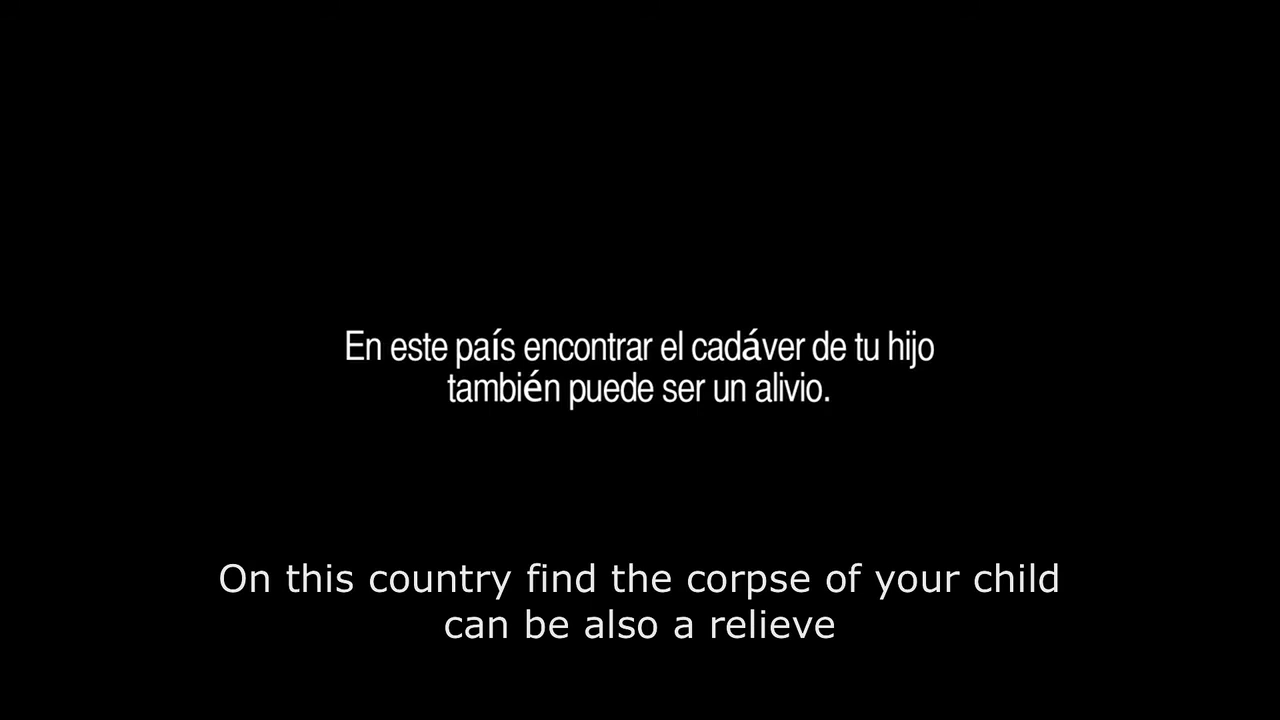 En este país encontrar el cadáver de tu hijo
también puede ser un alivio.
On this country find the corpse of your child
can be also a relieve